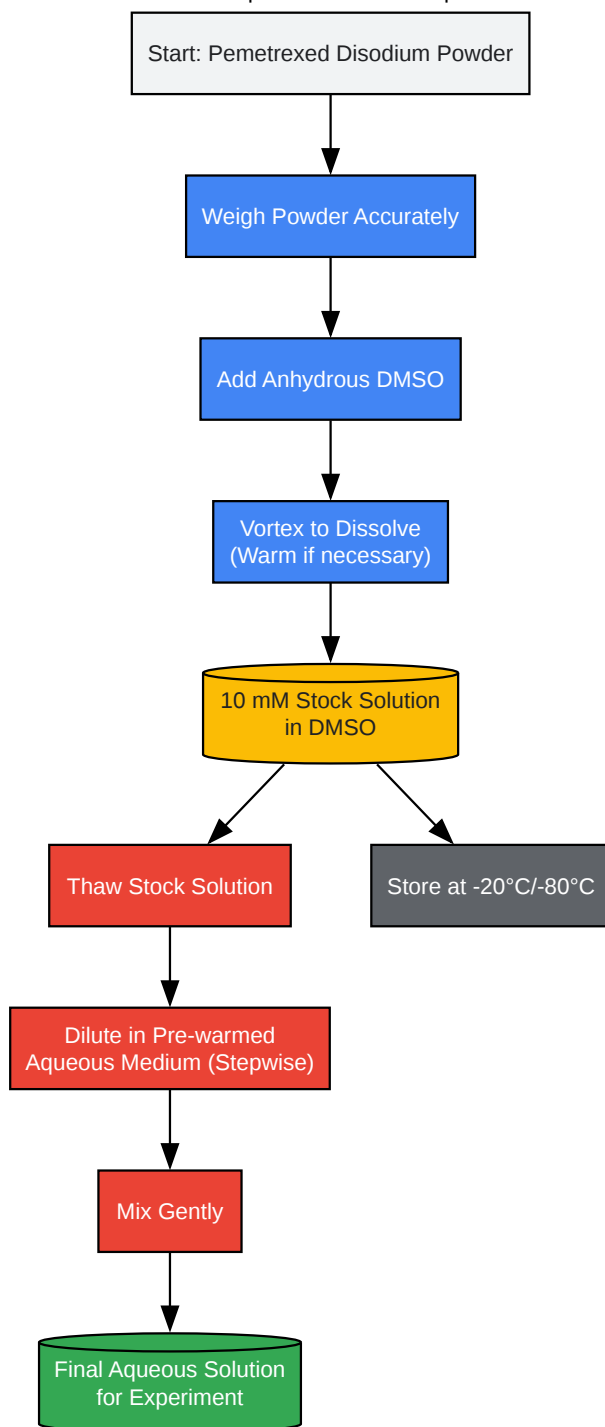 Start: Pemetrexed Disodium Powder
Weigh Powder Accurately
Add Anhydrous DMSO
Vortex to Dissolve
(Warm if necessary)
10 mM Stock Solution
in DMSO
Thaw Stock Solution
Store at -20°C/-80°C
Dilute in Pre-warmed
Aqueous Medium (Stepwise)
Mix Gently
Final Aqueous Solution
for Experiment